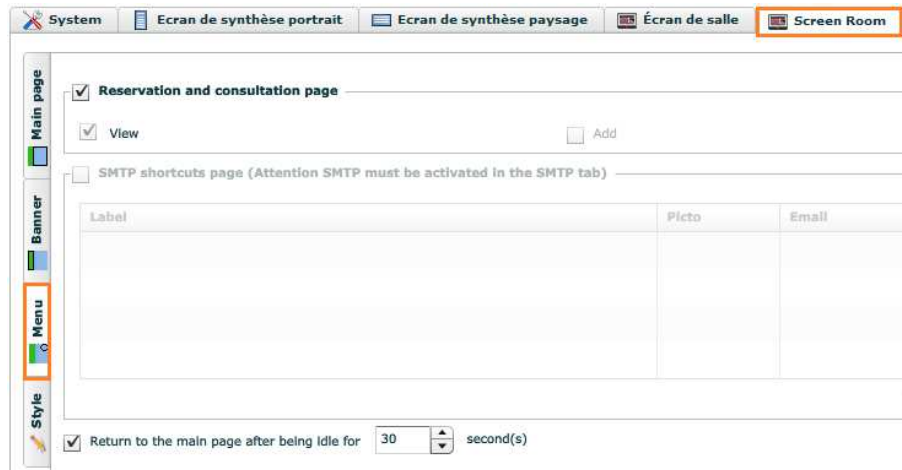 System
Ecran de synthèse portrait
Ecran de synthèse paysage
Écran de salle
Screen Room
Main page
Banner
Menu
Style
Reservation and consultation page
View
Add
SMTP shortcuts page (Attention SMTP must be activated in the SMTP tab)
Label
Picto
Email
Return to the main page after being idle for 30 second(s)